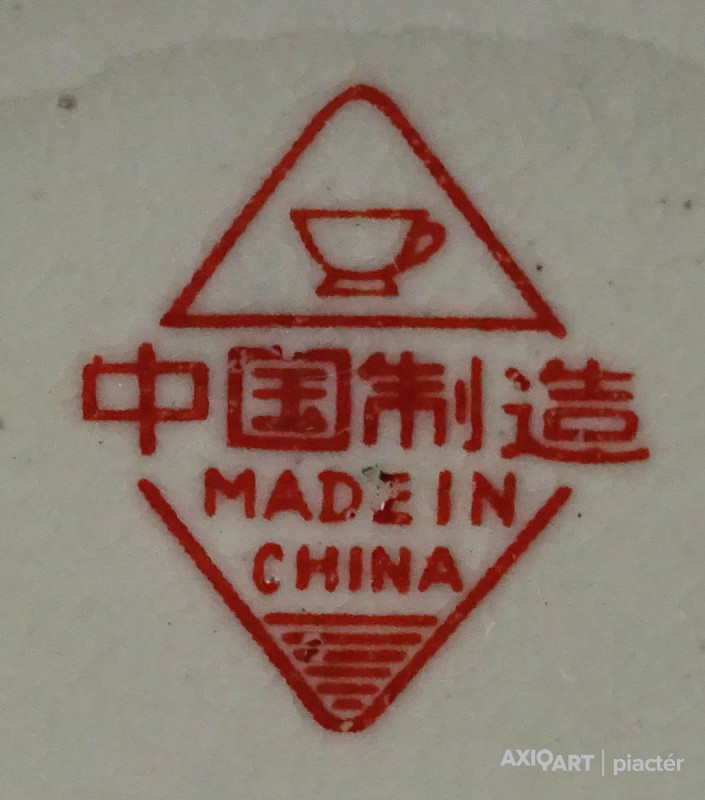 中国制造
MADE IN
CHINA
AXIOART | piactér